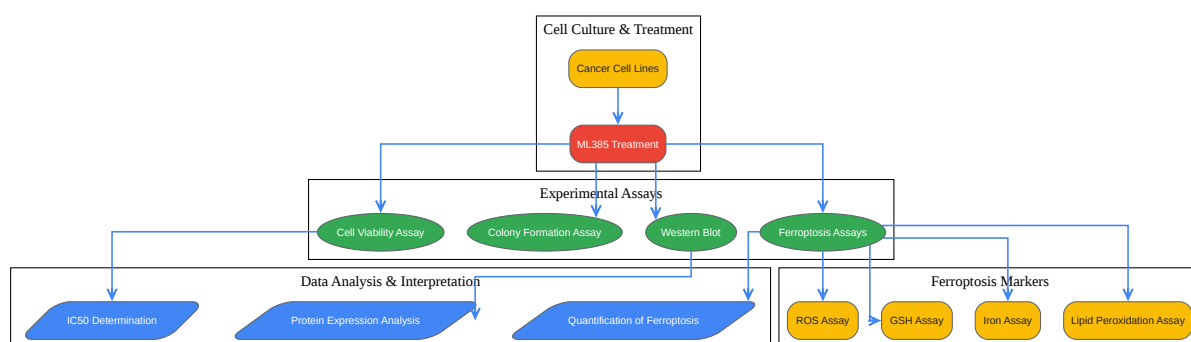 Cell Culture & Treatment
Cancer Cell Lines
ML385 Treatment
Experimental Assays
Cell Viability Assay
Colony Formation Assay
Western Blot
Ferroptosis Assays
Data Analysis & Interpretation
IC50 Determination
Protein Expression Analysis
Quantification of Ferroptosis
Ferroptosis Markers
ROS Assay
GSH Assay
Iron Assay
Lipid Peroxidation Assay